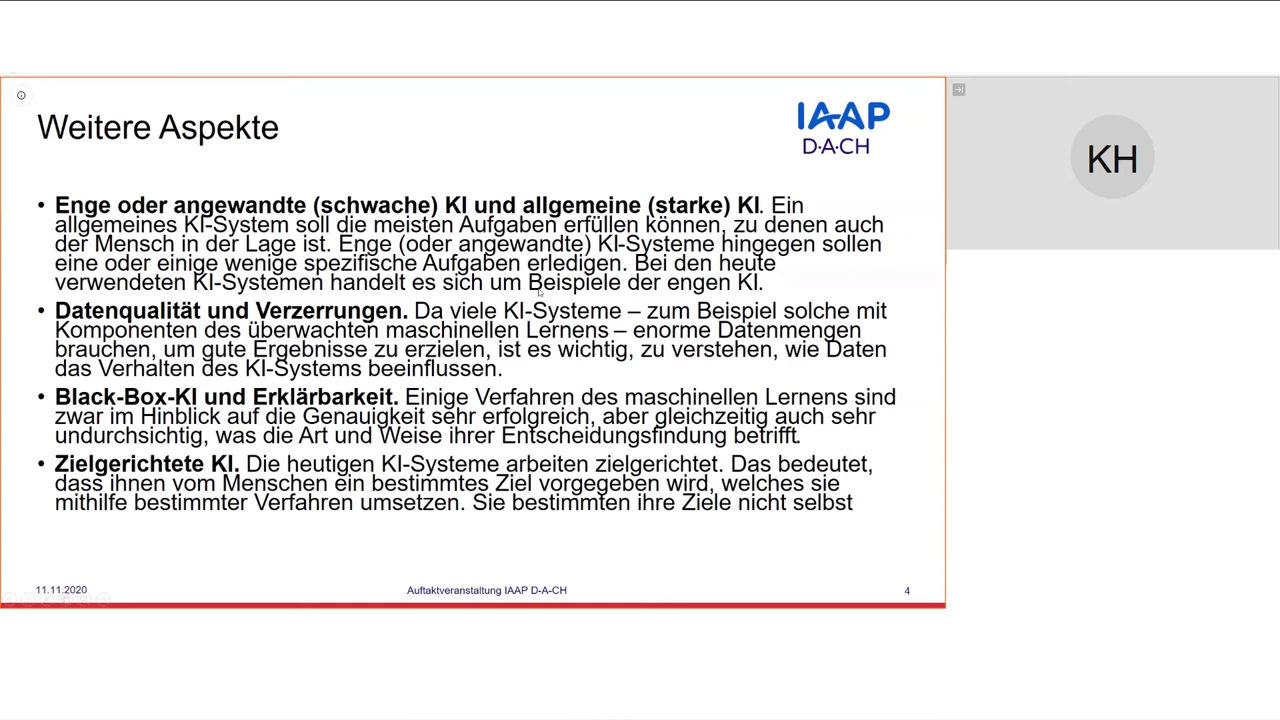 Weitere Aspekte
IAAP
D·A·CH
• Enge oder angewandte (schwache) KI und allgemeine (starke) KI. Ein
allgemeines KI-System soll die meisten Aufgaben erfüllen können, zu denen auch
der Mensch in der Lage ist. Enge (oder angewandte) KI-Systeme hingegen sollen
eine oder einige wenige spezifische Aufgaben erledigen. Bei den heute
verwendeten KI-Systemen handelt es sich um Beispiele der engen KI.
• Datenqualität und Verzerrungen. Da viele KI-Systeme – zum Beispiel solche mit
Komponenten des überwachten maschinellen Lernens – enorme Datenmengen
brauchen, um gute Ergebnisse zu erzielen, ist es wichtig, zu verstehen, wie Daten
das Verhalten des KI-Systems beeinflussen.
• Black-Box-KI und Erklärbarkeit. Einige Verfahren des maschinellen Lernens sind
zwar im Hinblick auf die Genauigkeit sehr erfolgreich, aber gleichzeitig auch sehr
undurchsichtig, was die Art und Weise ihrer Entscheidungsfindung betrifft.
• Zielgerichtete KI. Die heutigen KI-Systeme arbeiten zielgerichtet. Das bedeutet,
dass ihnen vom Menschen ein bestimmtes Ziel vorgegeben wird, welches sie
mithilfe bestimmter Verfahren umsetzen. Sie bestimmten ihre Ziele nicht selbst
11.11.2020
Auftaktveranstaltung IAAP D-A-CH
4
KH